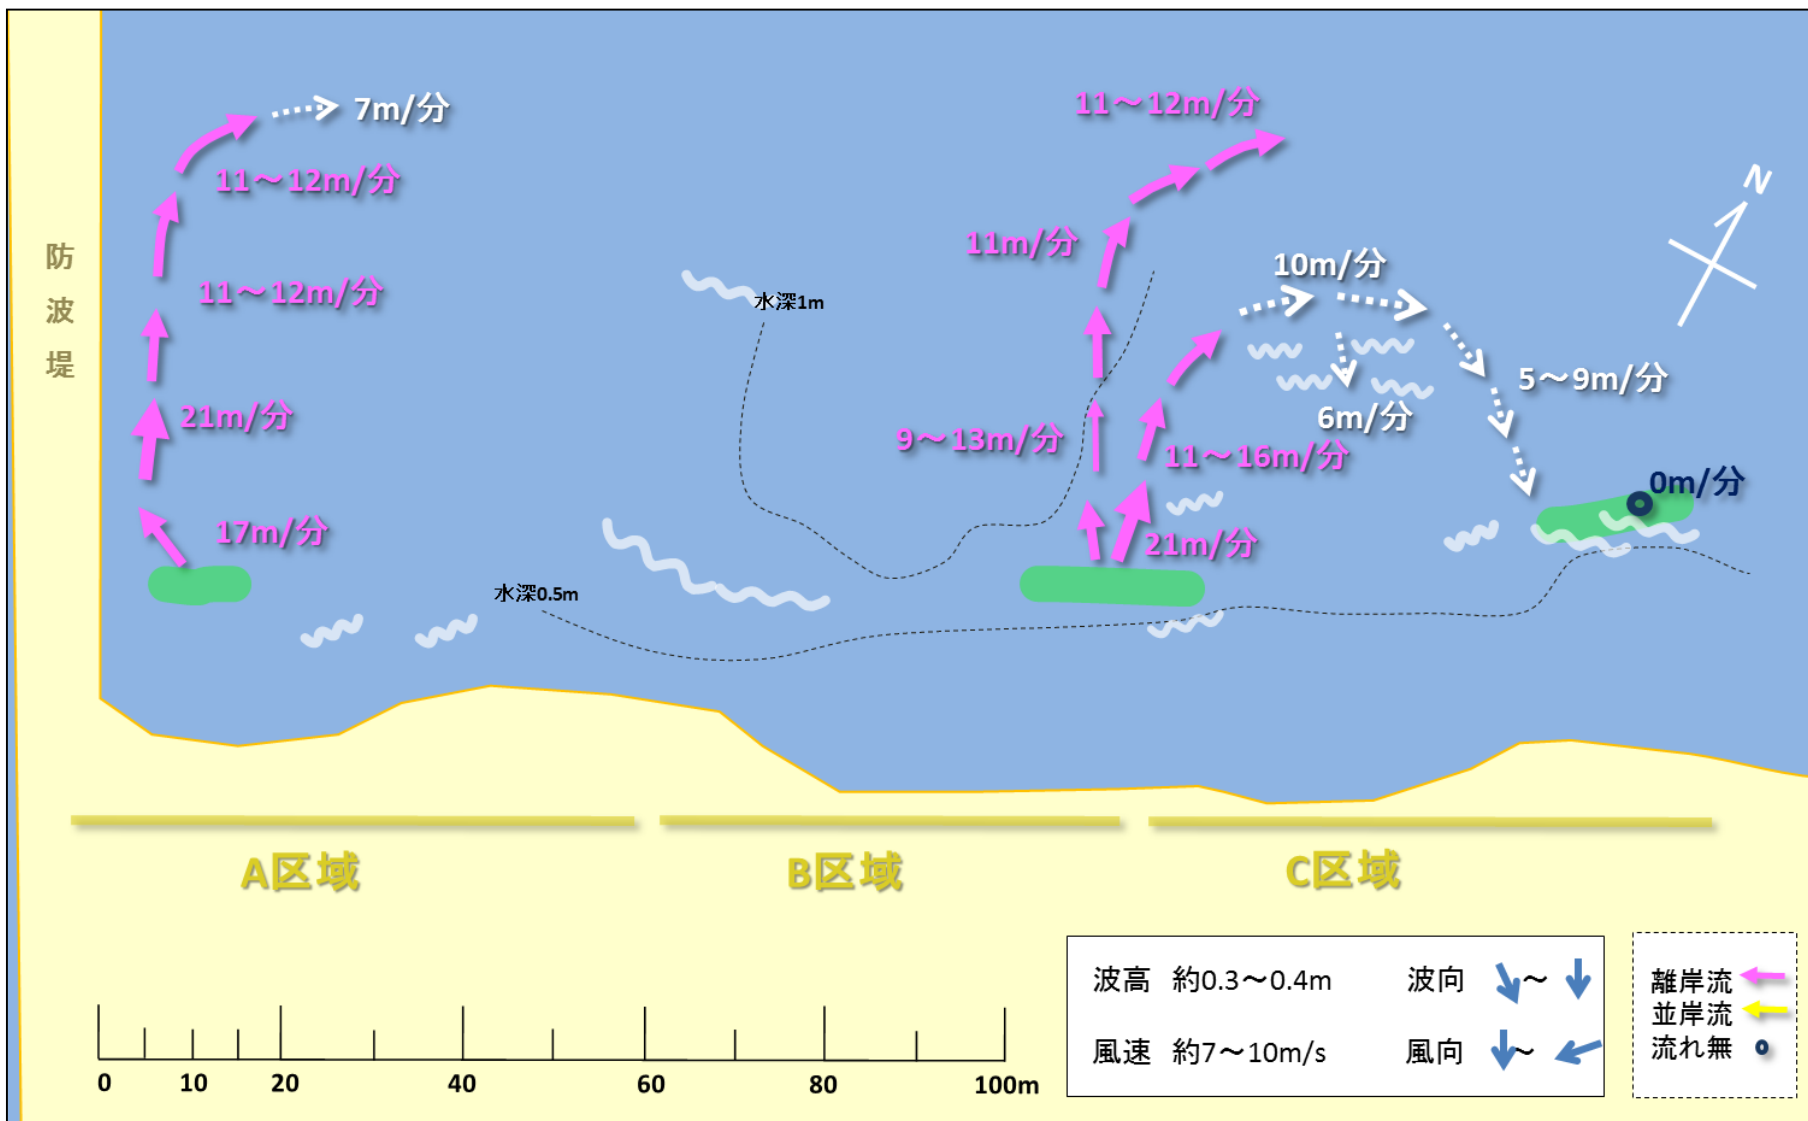 防波堤
7m/分
11～12m/分
11～12m/分
21m/分
17m/分
水深1m
水深0.5m
11～12m/分
11m/分
9～13m/分
11～16m/分
21m/分
10m/分
6m/分
5～9m/分
0m/分
N
A区域
B区域
C区域
0 10 20 40 60 80 100m
波高 約0.3～0.4m 波向 ～
風速 約7～10m/s 風向 ～
離岸流
並岸流
流れ無